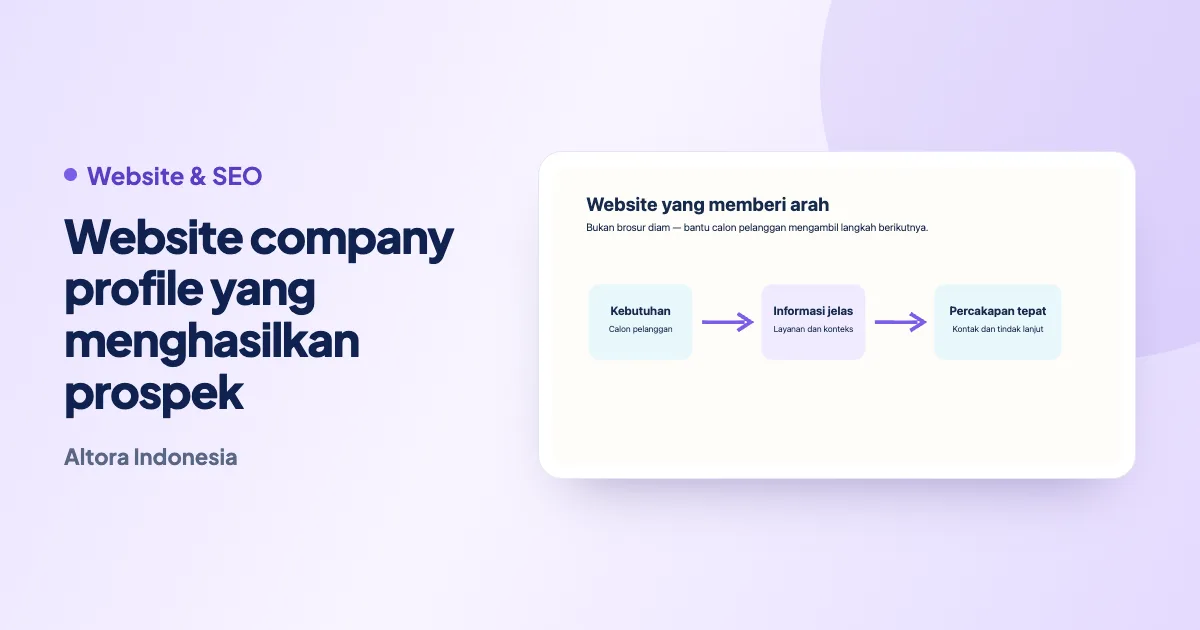 Website & SEO
Website company
profile yang
menghasilkan
prospek
Altora Indonesia
Website yang memberi arah
Bukan brosur diam — bantu calon pelanggan mengambil langkah berikutnya.
Kebutuhan
Calon pelanggan
Informasi jelas
Layanan dan konteks
Percakapan tepat
Kontak dan tindak lanjut